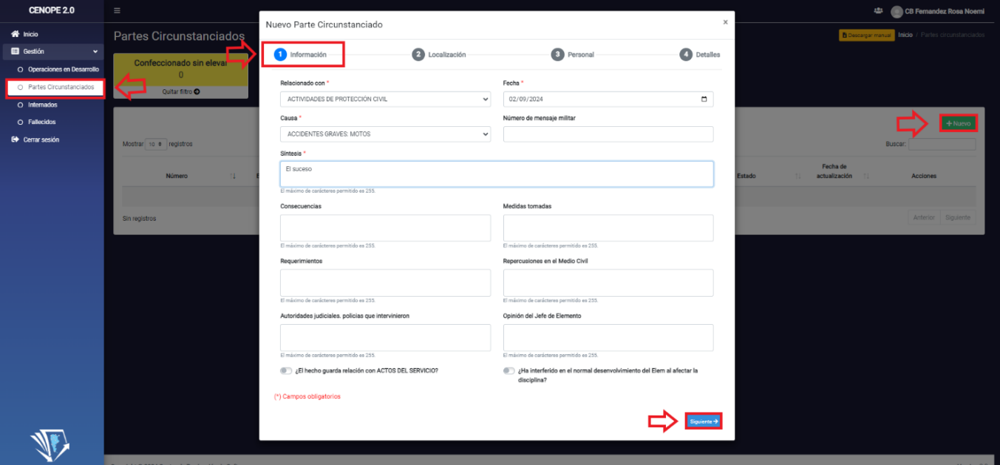 CENOPE 2.0
CB Fernandez Rosa Noemi
Inicio
Gestión
Operaciones en Desarrollo
Partes Circunstanciados
Internados
Fallecidos
Cerrar sesión
Partes Circunstanciados
Descargar manual Inicio / Partes circunstanciados
Confeccionado sin elevar
0
Quitar filtro
+ Nuevo
Mostrar 10 registros
Buscar:
Número
Estado
Fecha de
actualización
Acciones
Sin registros
Anterior Siguiente
Nuevo Parte Circunstanciado ×
1 Información 2 Localización 3 Personal 4 Detalles
Relacionado con * Fecha *
ACTIVIDADES DE PROTECCIÓN CIVIL 02/09/2024
Causa * Número de mensaje militar
ACCIDENTES GRAVES: MOTOS
Síntesis *
El suceso
El máximo de carácteres permitido es 255.
Consecuencias Medidas tomadas
El máximo de carácteres permitido es 255. El máximo de carácteres permitido es 255.
Requerimientos Repercusiones en el Medio Civil
El máximo de carácteres permitido es 255. El máximo de carácteres permitido es 255.
Autoridades judiciales. policias que intervinieron Opinión del Jefe de Elemento
El máximo de carácteres permitido es 255. El máximo de carácteres permitido es 255.
¿El hecho guarda relación con ACTOS DEL SERVICIO? ¿Ha interferido en el normal desenvolvimiento del Elem al afectar la
disciplina?
(*) Campos obligatorios
Siguiente